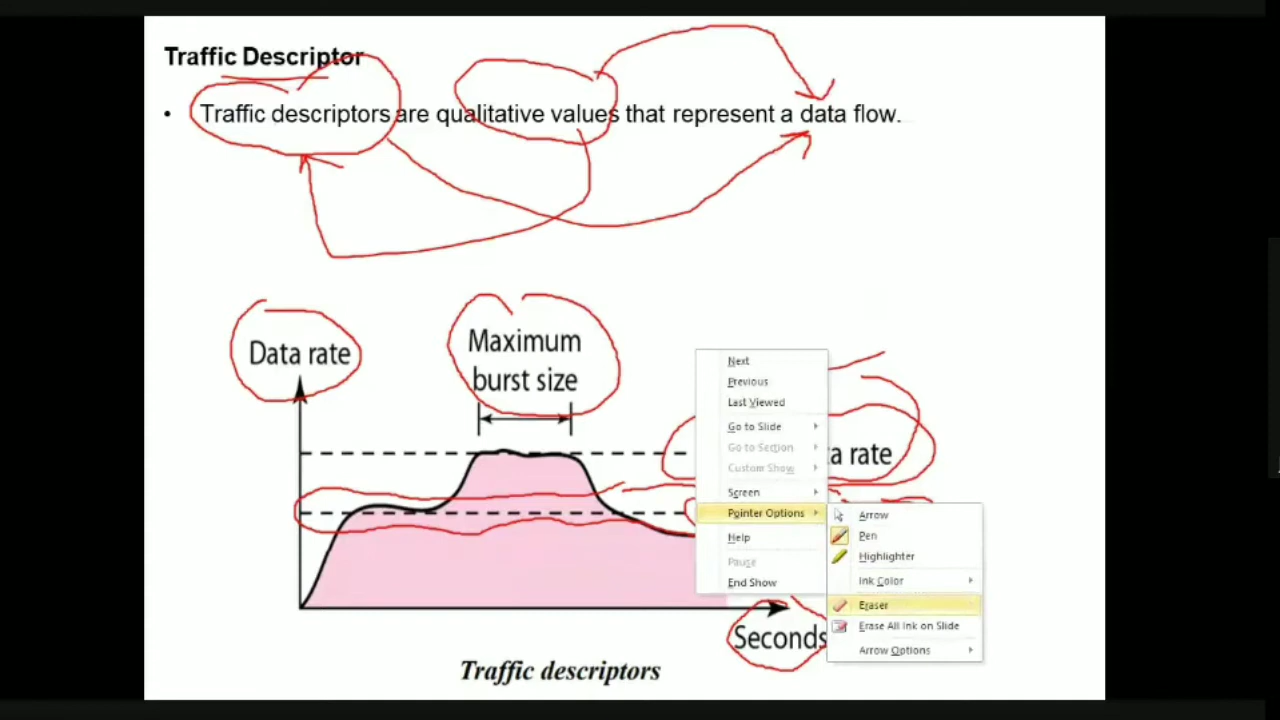 Traffic Descriptor
• Traffic descriptors are qualitative values that represent a data flow.
Data rate
Maximum
burst size
rate
Seconds
Traffic descriptors
Next
Previous
Last Viewed
Go to Slide
Go to Section
Custom Show
Screen
Pointer Options
Help
Pause
End Show
Arrow
Pen
Highlighter
Ink Color
Eraser
Erase All Ink on Slide
Arrow Options